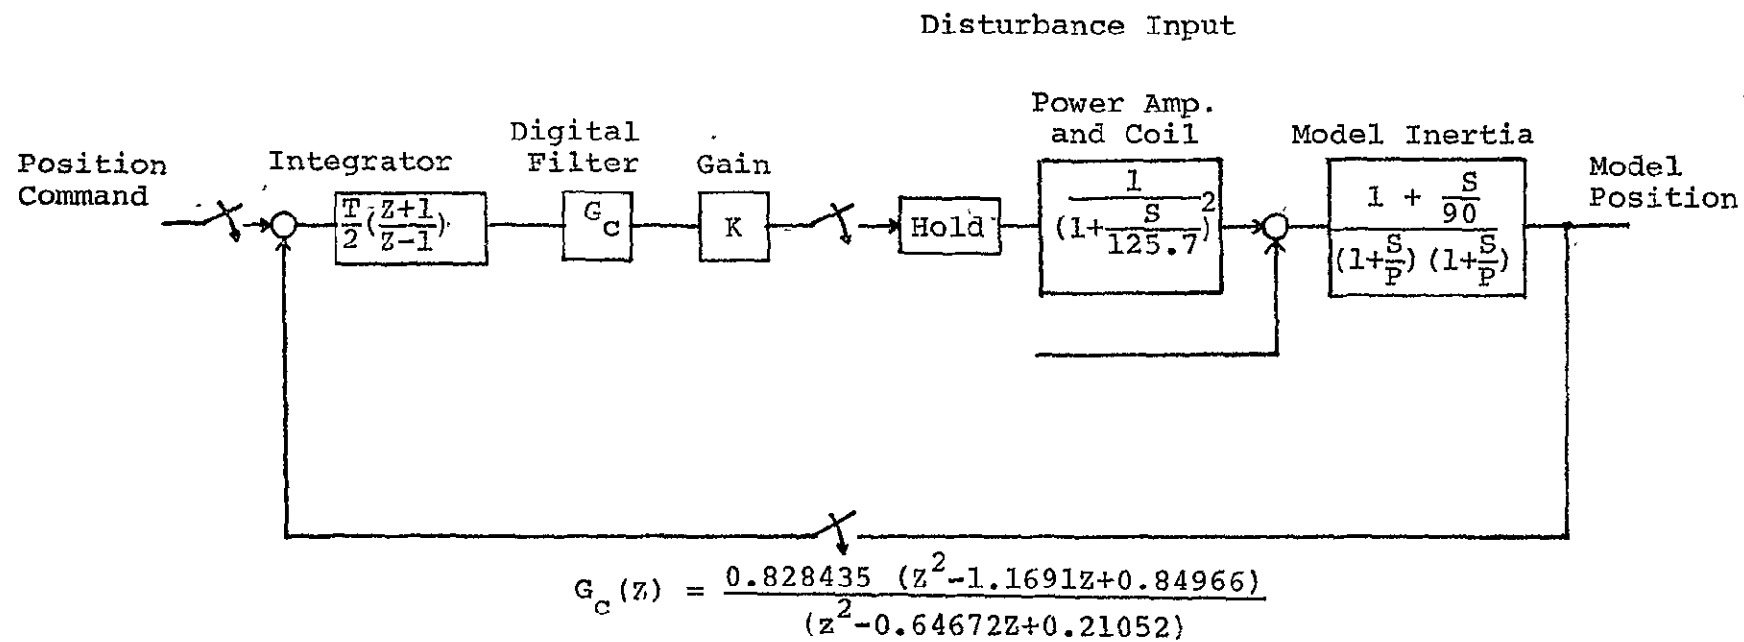 Disturbance Input
Position Command
Integrator
T/2 (Z+1/Z-1)
Digital Filter
G_c
Gain
K
Hold
Power Amp. and Coil
1/(1+S/125.7)^2
Model Inertia
1 + S/90
(1+S/P) (1+S/P)
Model Position
G_c(Z) = 0.828435 (Z^2-1.1691Z+0.84966)
(z^2-0.64672Z+0.21052)